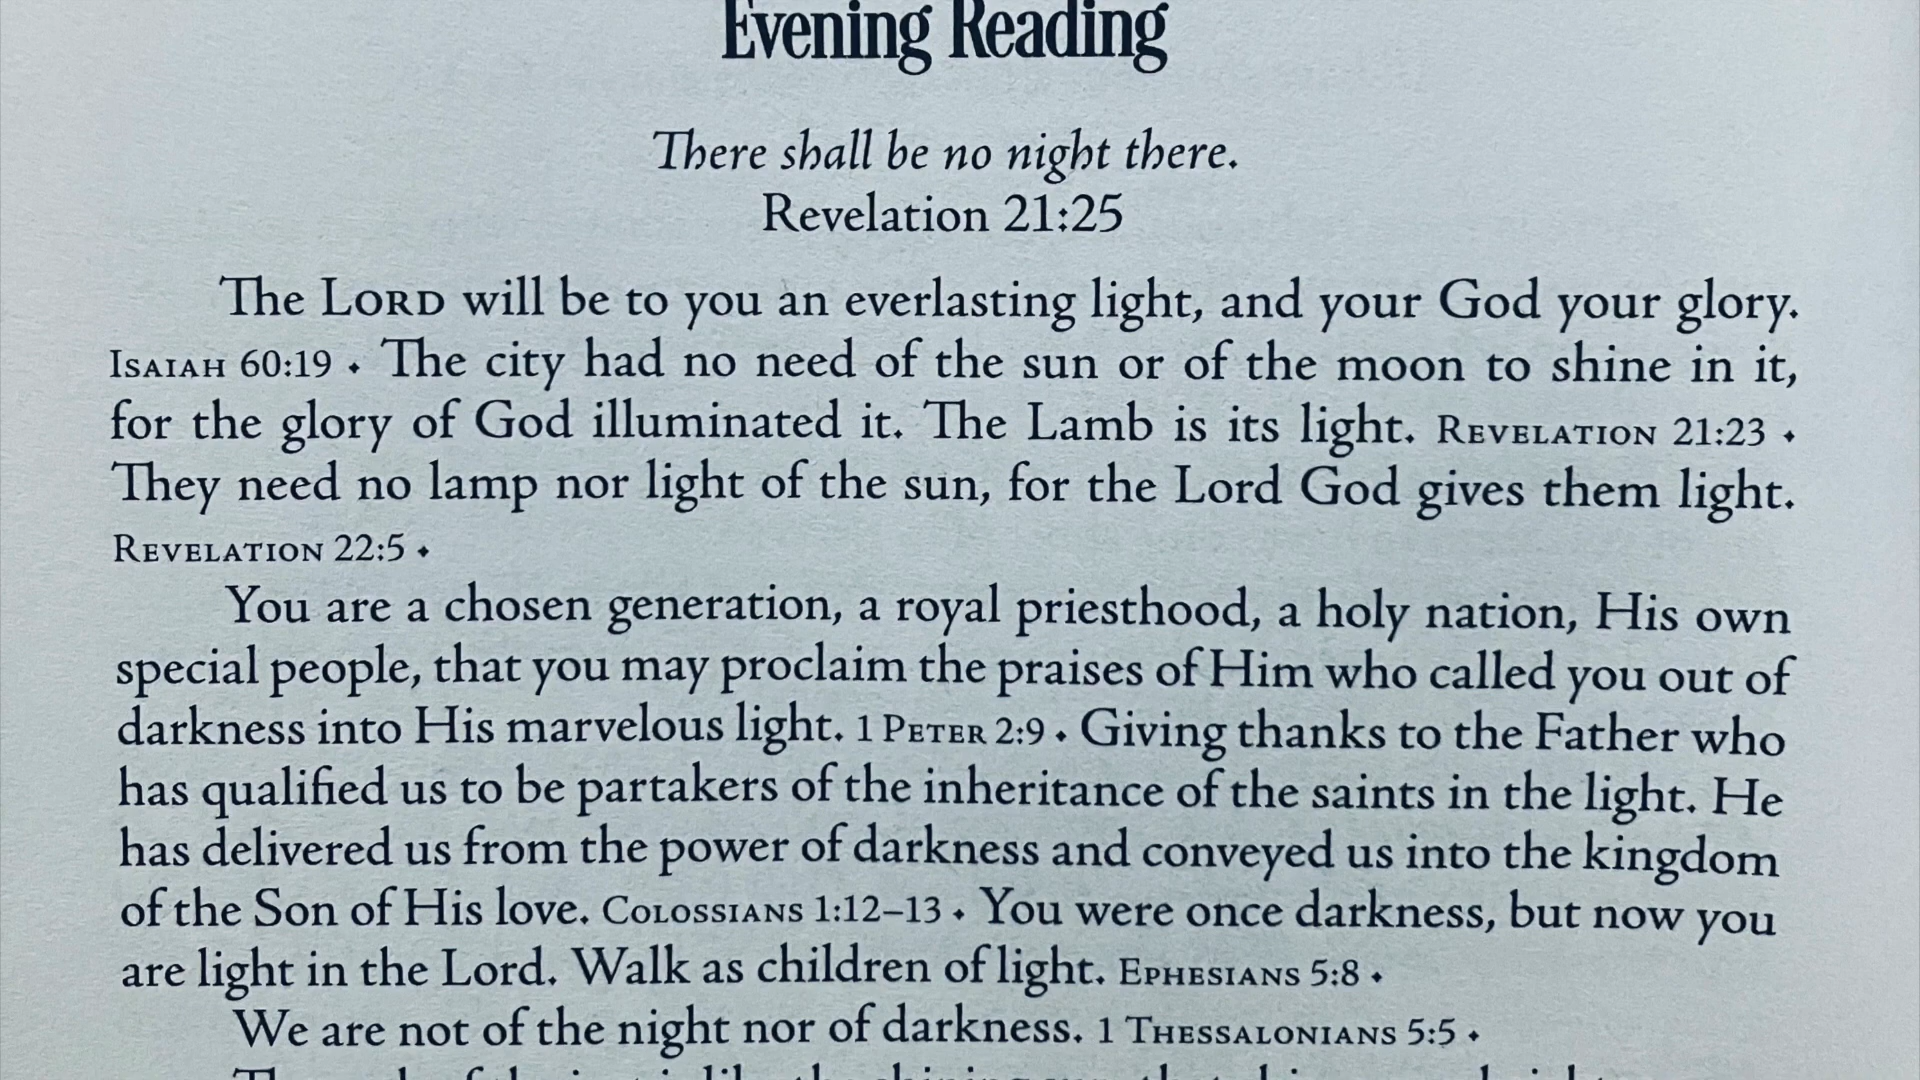 Evening Reading
There shall be no night there.
Revelation 21:25
The LORD will be to you an everlasting light, and your God your glory.
ISAIAH 60:19 • The city had no need of the sun or of the moon to shine in it,
for the glory of God illuminated it. The Lamb is its light. REVELATION 21:23 •
They need no lamp nor light of the sun, for the Lord God gives them light.
REVELATION 22:5 •
You are a chosen generation, a royal priesthood, a holy nation, His own
special people, that you may proclaim the praises of Him who called you out of
darkness into His marvelous light. 1 PETER 2:9 • Giving thanks to the Father who
has qualified us to be partakers of the inheritance of the saints in the light. He
has delivered us from the power of darkness and conveyed us into the kingdom
of the Son of His love. COLOSSIANS 1:12–13 • You were once darkness, but now you
are light in the Lord. Walk as children of light. EPHESIANS 5:8 •
We are not of the night nor of darkness. 1 THESSALONIANS 5:5 •